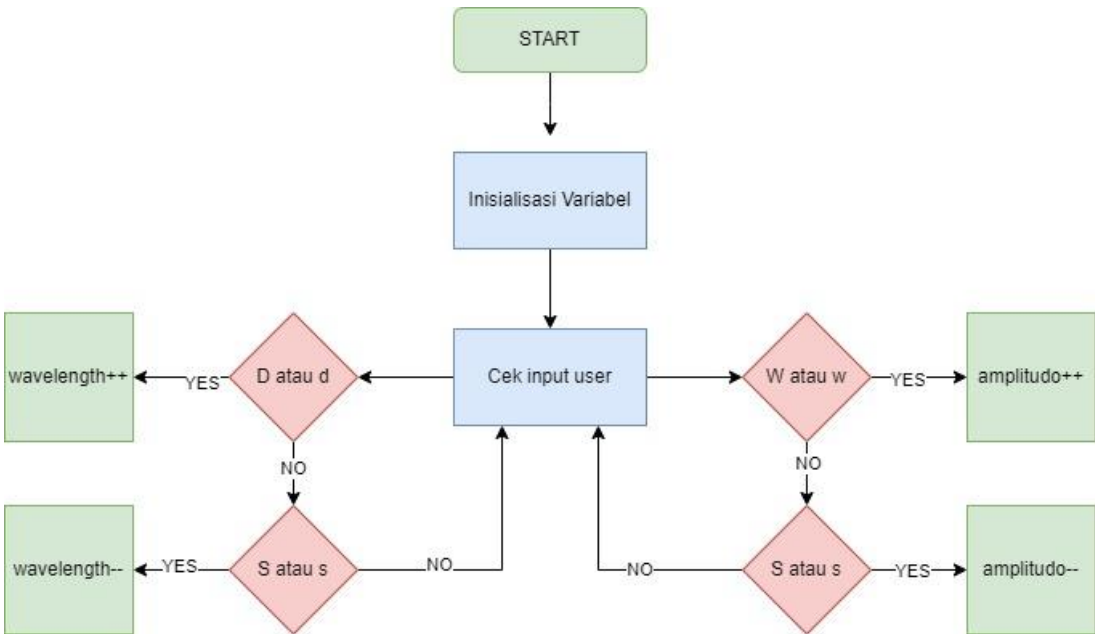 START
Inisialisasi Variabel
wavelength++
YES
D atau d
Cek input user
W atau w
YES
amplitudo++
NO
NO
wavelength--
YES
S atau s
NO
NO
S atau s
YES
amplitudo--